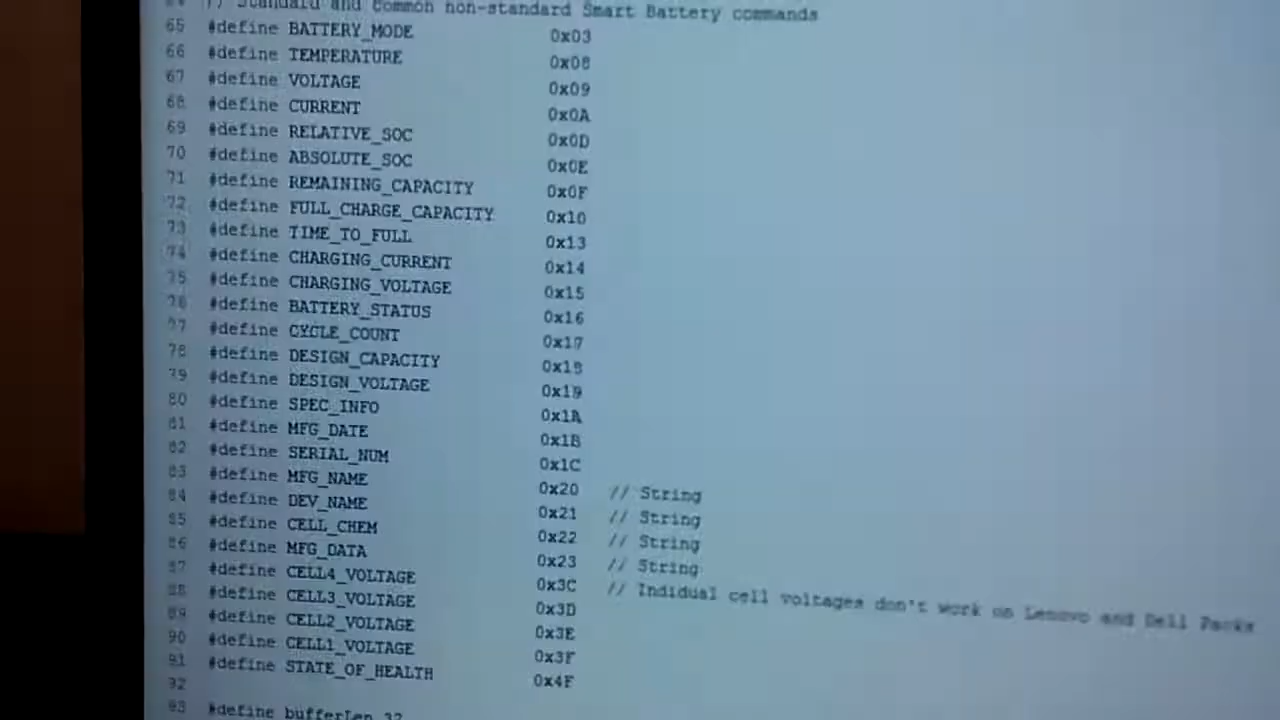 64 // Standard and Common non-standard Smart Battery commands
65 #define BATTERY_MODE 0x03
66 #define TEMPERATURE 0x08
67 #define VOLTAGE 0x09
68 #define CURRENT 0x0A
69 #define RELATIVE_SOC 0x0D
70 #define ABSOLUTE_SOC 0x0E
71 #define REMAINING_CAPACITY 0x0F
72 #define FULL_CHARGE_CAPACITY 0x10
73 #define TIME_TO_FULL 0x13
74 #define CHARGING_CURRENT 0x14
75 #define CHARGING_VOLTAGE 0x15
76 #define BATTERY_STATUS 0x16
77 #define CYCLE_COUNT 0x17
78 #define DESIGN_CAPACITY 0x18
79 #define DESIGN_VOLTAGE 0x19
80 #define SPEC_INFO 0x1A
81 #define MFG_DATE 0x1B
82 #define SERIAL_NUM 0x1C
83 #define MFG_NAME 0x20 // String
84 #define DEV_NAME 0x21 // String
85 #define CELL_CHEM 0x22 // String
86 #define MFG_DATA 0x23 // String
87 #define CELL4_VOLTAGE 0x3C // Indidual cell voltages don't work on Lenovo and Dell Packs
88 #define CELL3_VOLTAGE 0x3D
89 #define CELL2_VOLTAGE 0x3E
90 #define CELL1_VOLTAGE 0x3F
91 #define STATE_OF_HEALTH 0x4F
92
93 #define bufferLen 32